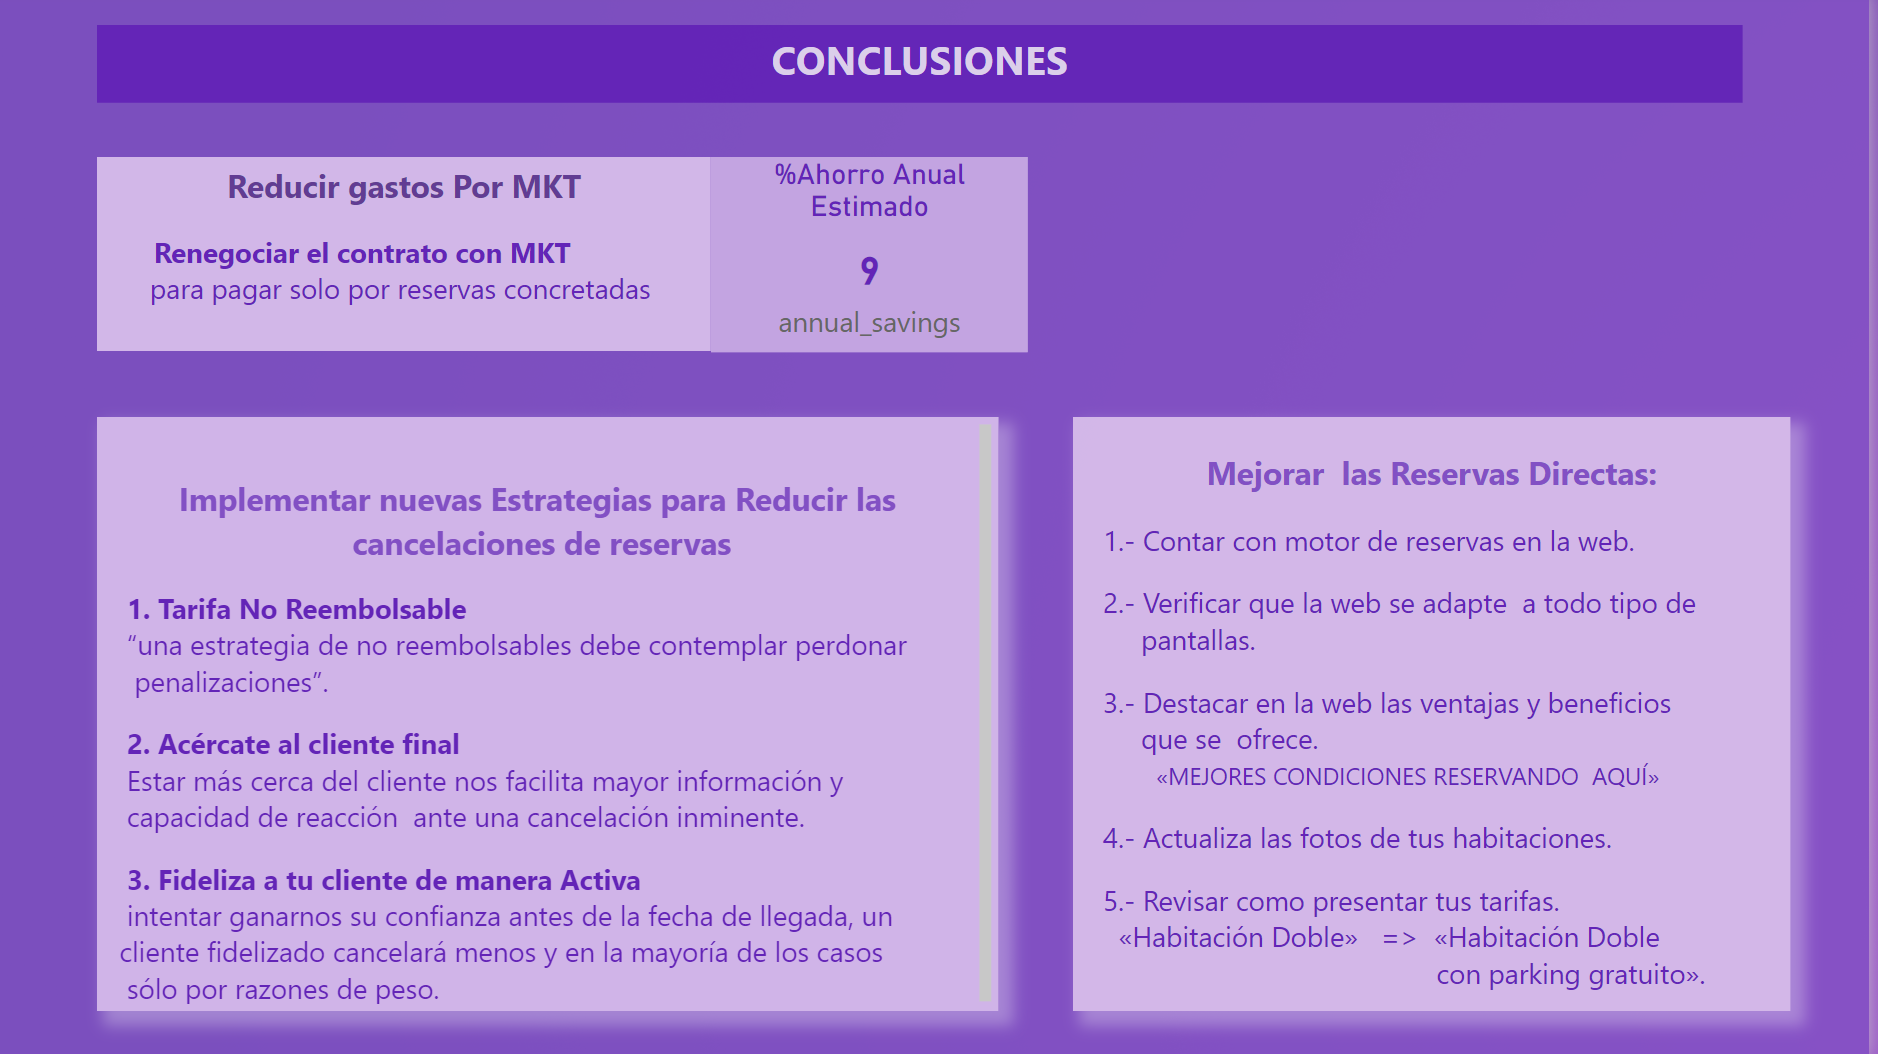 CONCLUSIONES
Reducir gastos Por MKT
Renegociar el contrato con MKT
para pagar solo por reservas concretadas
%Ahorro Anual
Estimado
9
annual_savings
Implementar nuevas Estrategias para Reducir las
cancelaciones de reservas
1. Tarifa No Reembolsable
“una estrategia de no reembolsables debe contemplar perdonar
penalizaciones”.
2. Acércate al cliente final
Estar más cerca del cliente nos facilita mayor información y
capacidad de reacción ante una cancelación inminente.
3. Fideliza a tu cliente de manera Activa
intentar ganarnos su confianza antes de la fecha de llegada, un
cliente fidelizado cancelará menos y en la mayoría de los casos
sólo por razones de peso.
Mejorar las Reservas Directas:
1.- Contar con motor de reservas en la web.
2.- Verificar que la web se adapte a todo tipo de
pantallas.
3.- Destacar en la web las ventajas y beneficios
que se ofrece.
«MEJORES CONDICIONES RESERVANDO AQUÍ»
4.- Actualiza las fotos de tus habitaciones.
5.- Revisar como presentar tus tarifas.
«Habitación Doble» => «Habitación Doble
con parking gratuito».